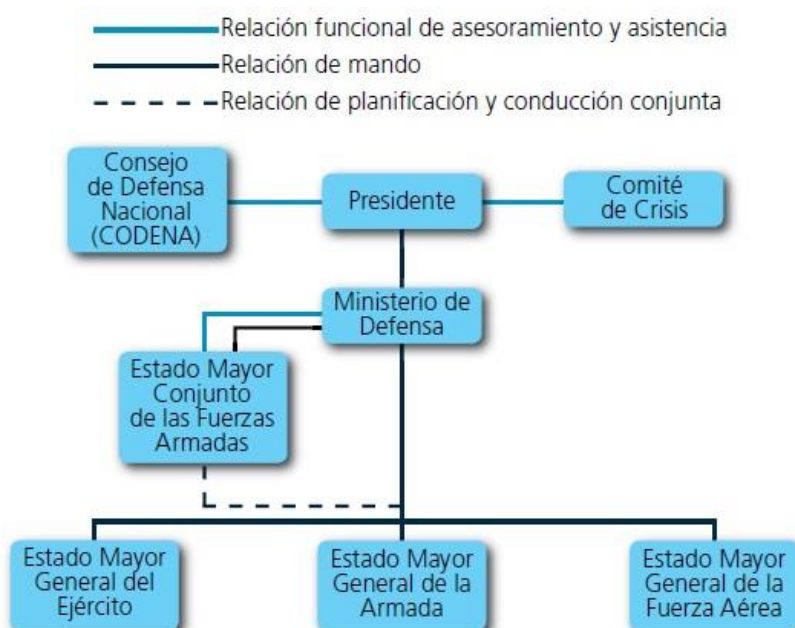 Relación funcional de asesoramiento y asistencia
Relación de mando
Relación de planificación y conducción conjunta
Consejo
de Defensa
Nacional
(CODENA)
Presidente
Comité
de Crisis
Ministerio de
Defensa
Estado Mayor
Conjunto
de las Fuerzas
Armadas
Estado Mayor
General del
Ejército
Estado Mayor
General de la
Armada
Estado Mayor
General de la
Fuerza Aérea